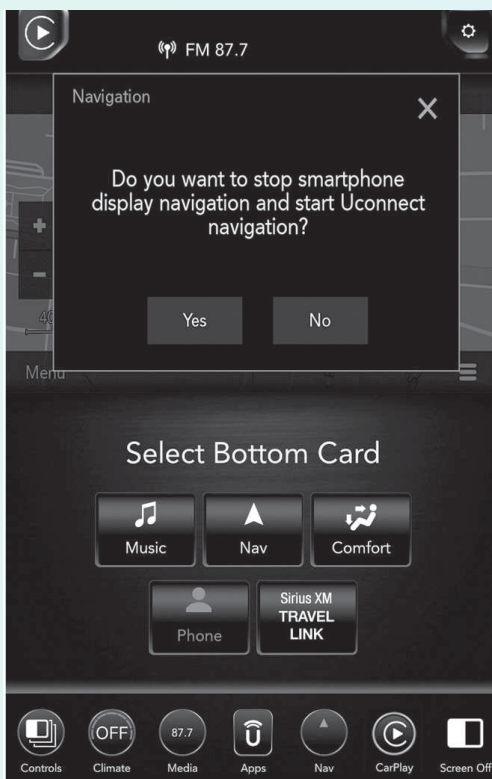 FM 87.7
Navigation
X
Do you want to stop smartphone
display navigation and start Uconnect
navigation?
Yes
No
+
-
40
Menu
Select Bottom Card
Music
Nav
Comfort
Phone
Sirius XM
TRAVEL
LINK
OFF
87.7
Controls
Climate
Media
Apps
Nav
CarPlay
Screen Off